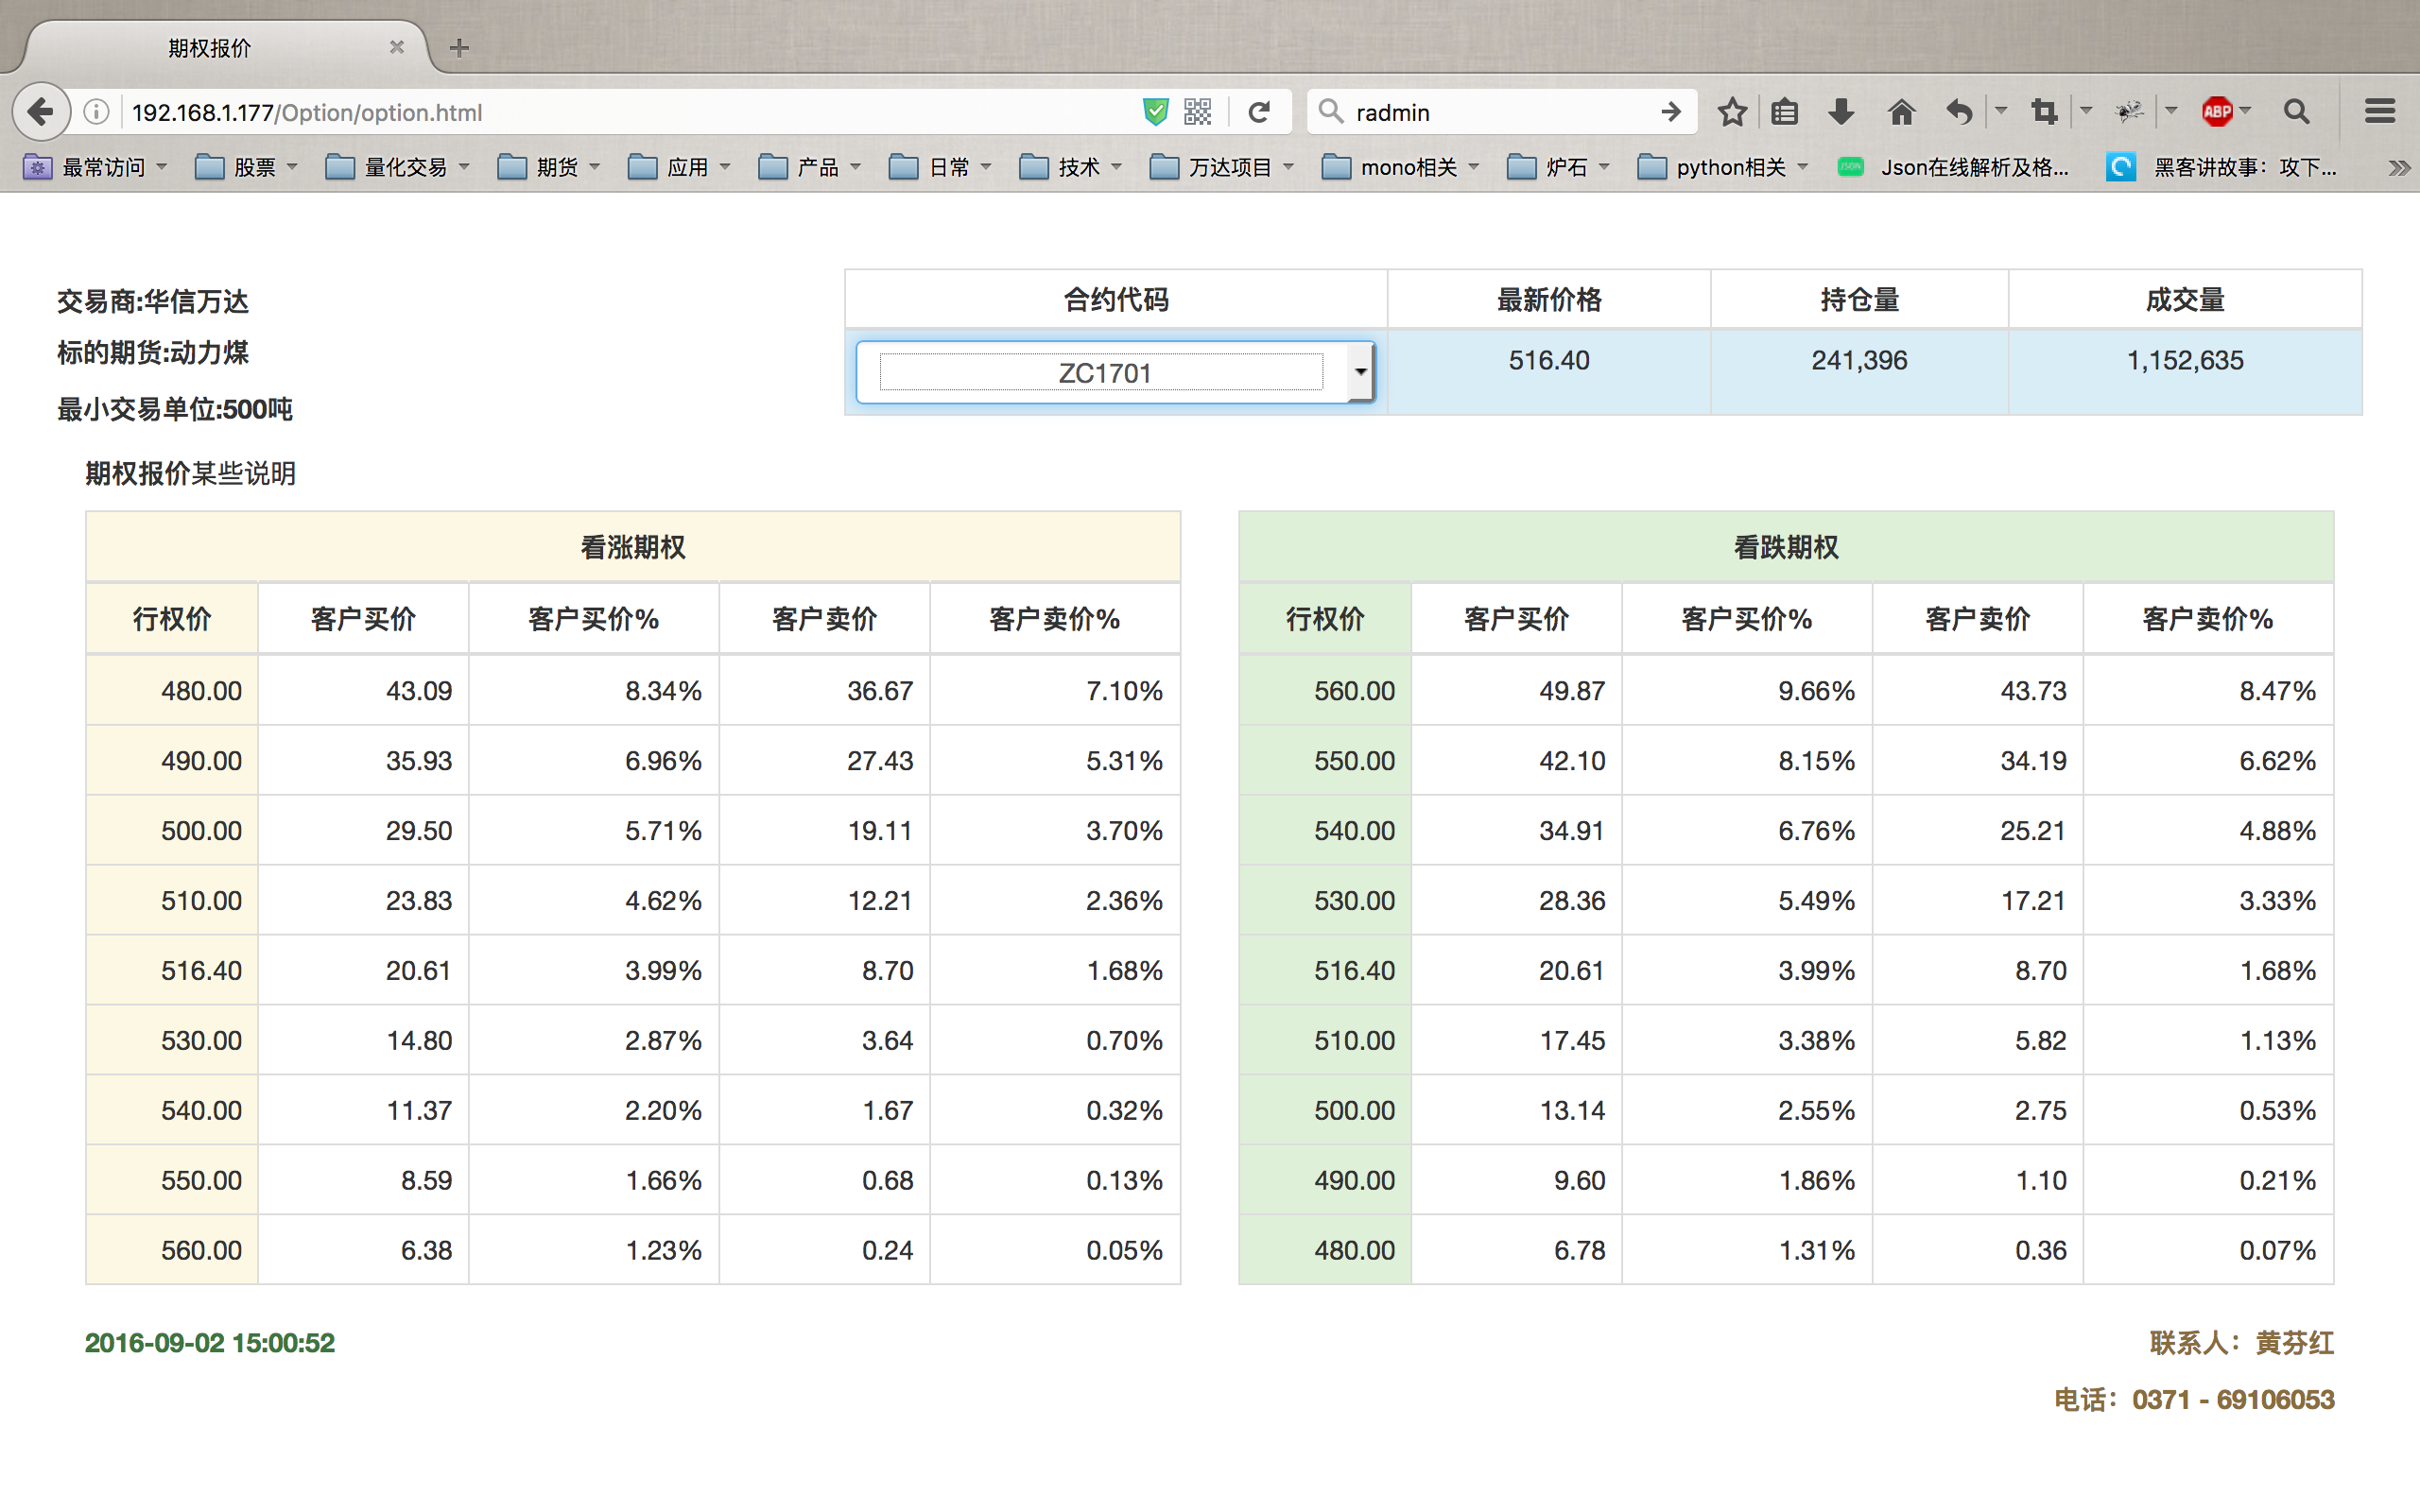 期权报价
192.168.1.177/Option/option.html
radmin
ABP
最常访问 股票 量化交易 期货 应用 产品 日常 技术 万达项目 mono相关 炉石 python相关 JSON Json在线解析及格... 黑客讲故事：攻下...
交易商:华信万达
标的期货:动力煤
最小交易单位:500吨
合约代码 最新价格 持仓量 成交量
ZC1701 516.40 241,396 1,152,635
期权报价某些说明
看涨期权
行权价 客户买价 客户买价% 客户卖价 客户卖价%
480.00 43.09 8.34% 36.67 7.10%
490.00 35.93 6.96% 27.43 5.31%
500.00 29.50 5.71% 19.11 3.70%
510.00 23.83 4.62% 12.21 2.36%
516.40 20.61 3.99% 8.70 1.68%
530.00 14.80 2.87% 3.64 0.70%
540.00 11.37 2.20% 1.67 0.32%
550.00 8.59 1.66% 0.68 0.13%
560.00 6.38 1.23% 0.24 0.05%
看跌期权
行权价 客户买价 客户买价% 客户卖价 客户卖价%
560.00 49.87 9.66% 43.73 8.47%
550.00 42.10 8.15% 34.19 6.62%
540.00 34.91 6.76% 25.21 4.88%
530.00 28.36 5.49% 17.21 3.33%
516.40 20.61 3.99% 8.70 1.68%
510.00 17.45 3.38% 5.82 1.13%
500.00 13.14 2.55% 2.75 0.53%
490.00 9.60 1.86% 1.10 0.21%
480.00 6.78 1.31% 0.36 0.07%
2016-09-02 15:00:52
联系人：黄芬红
电话：0371 - 69106053